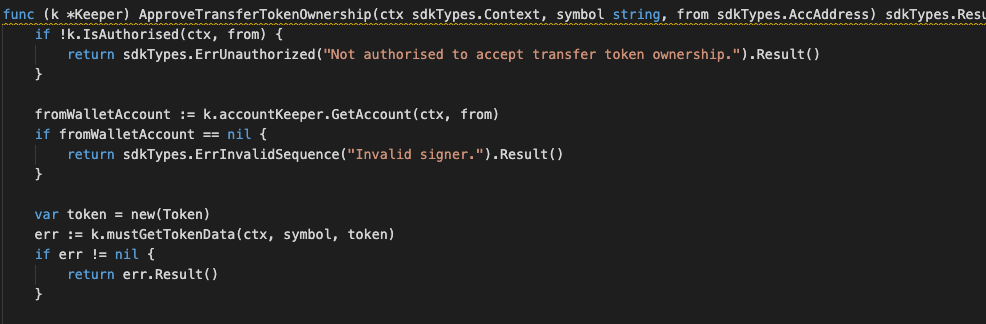 func (k *Keeper) ApproveTransferTokenOwnership(ctx sdkTypes.Context, symbol string, from sdkTypes.AccAddress) sdkTypes.Resu
if !k.IsAuthorised(ctx, from) {
return sdkTypes.ErrUnauthorized("Not authorised to accept transfer token ownership.").Result()
}
fromWalletAccount := k.accountKeeper.GetAccount(ctx, from)
if fromWalletAccount == nil {
return sdkTypes.ErrInvalidSequence("Invalid signer.").Result()
}
var token = new(Token)
err := k.mustGetTokenData(ctx, symbol, token)
if err != nil {
return err.Result()
}